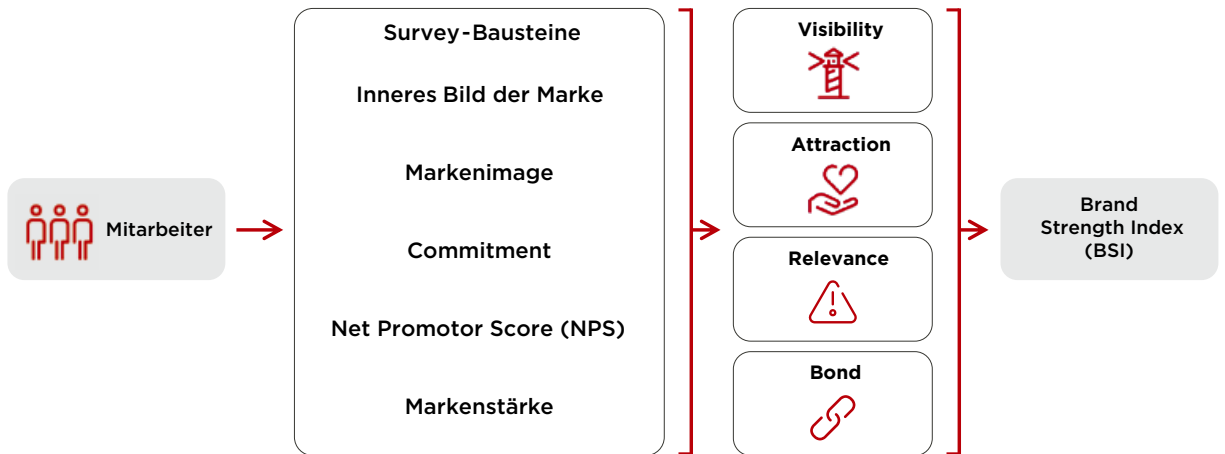 Mitarbeiter
Survey-Bausteine
Inneres Bild der Marke
Markenimage
Commitment
Net Promotor Score (NPS)
Markenstärke
Visibility
Attraction
Relevance
Bond
Brand
Strength Index
(BSI)